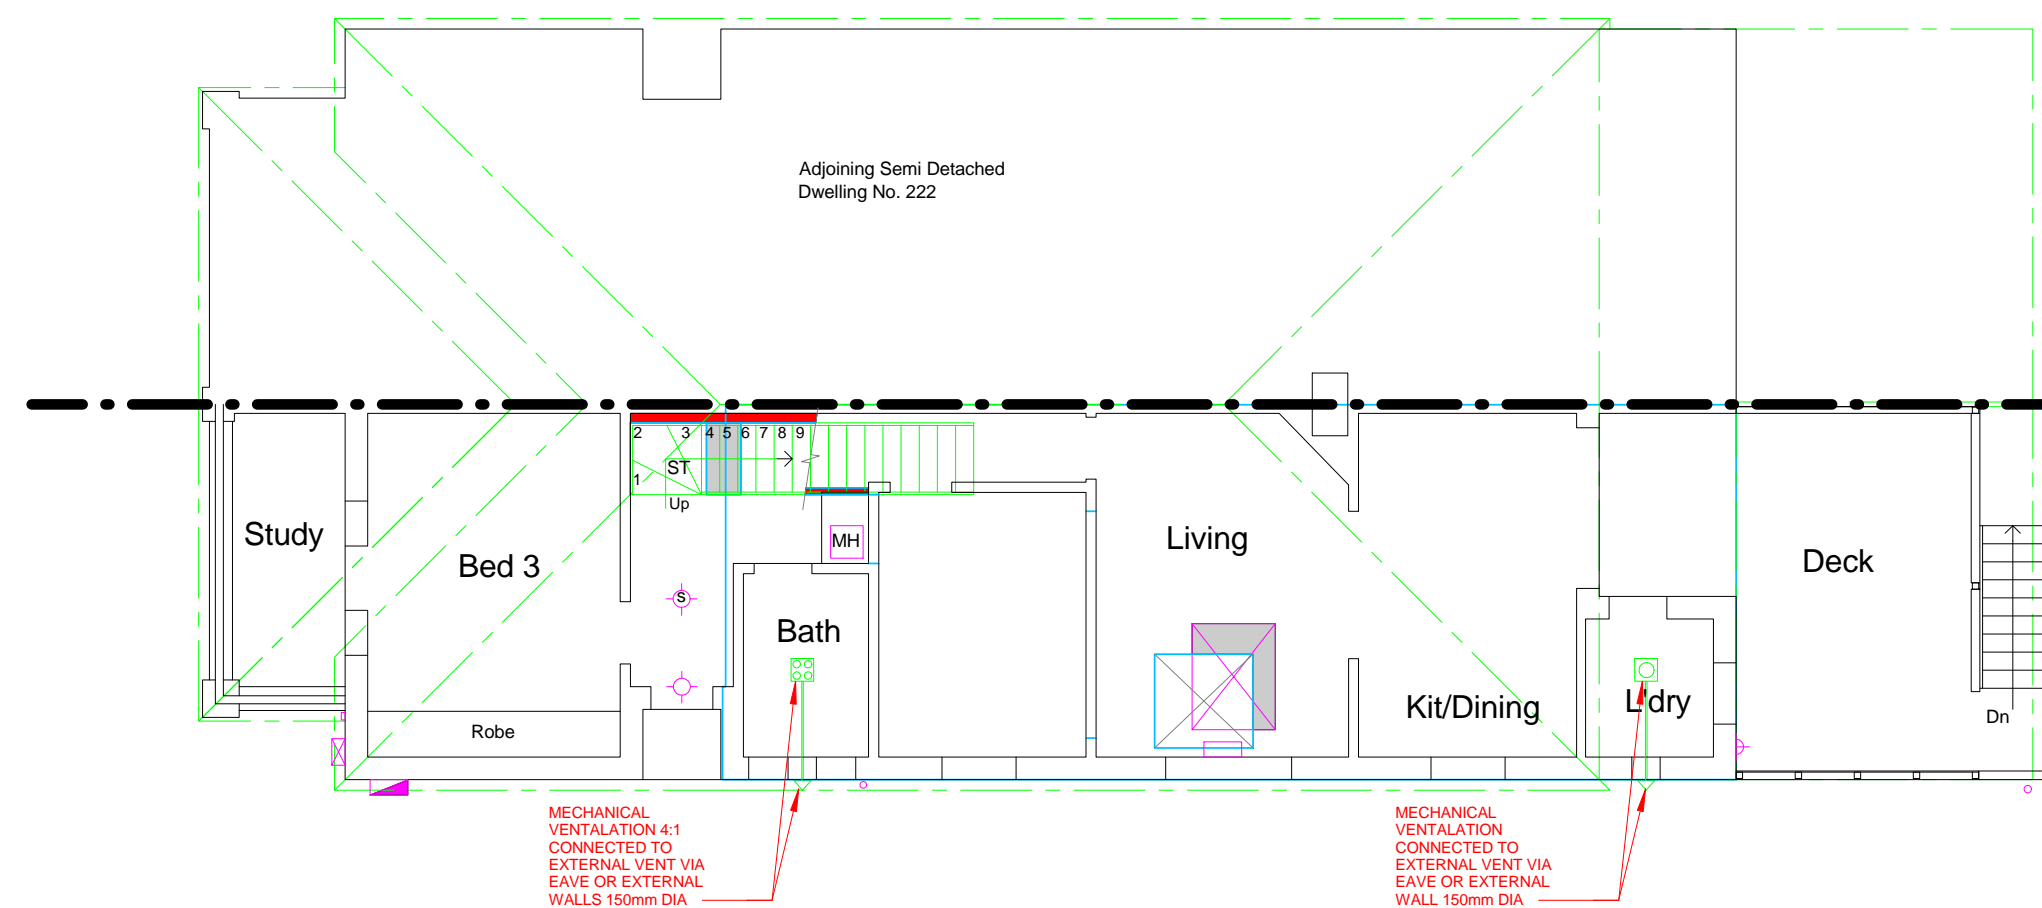 Adjoining Semi Detached
Dwelling No. 222
2 3 4 5 6 7 8 9
ST
1
Up
Study
Bed 3
MH
Living
Deck
S
Bath
Kit/Dining
L'dry
Robe
Dn
MECHANICAL
VENTALATION 4:1
CONNECTED TO
EXTERNAL VENT VIA
EAVE OR EXTERNAL
WALLS 150mm DIA
MECHANICAL
VENTALATION
CONNECTED TO
EXTERNAL VENT VIA
EAVE OR EXTERNAL
WALL 150mm DIA